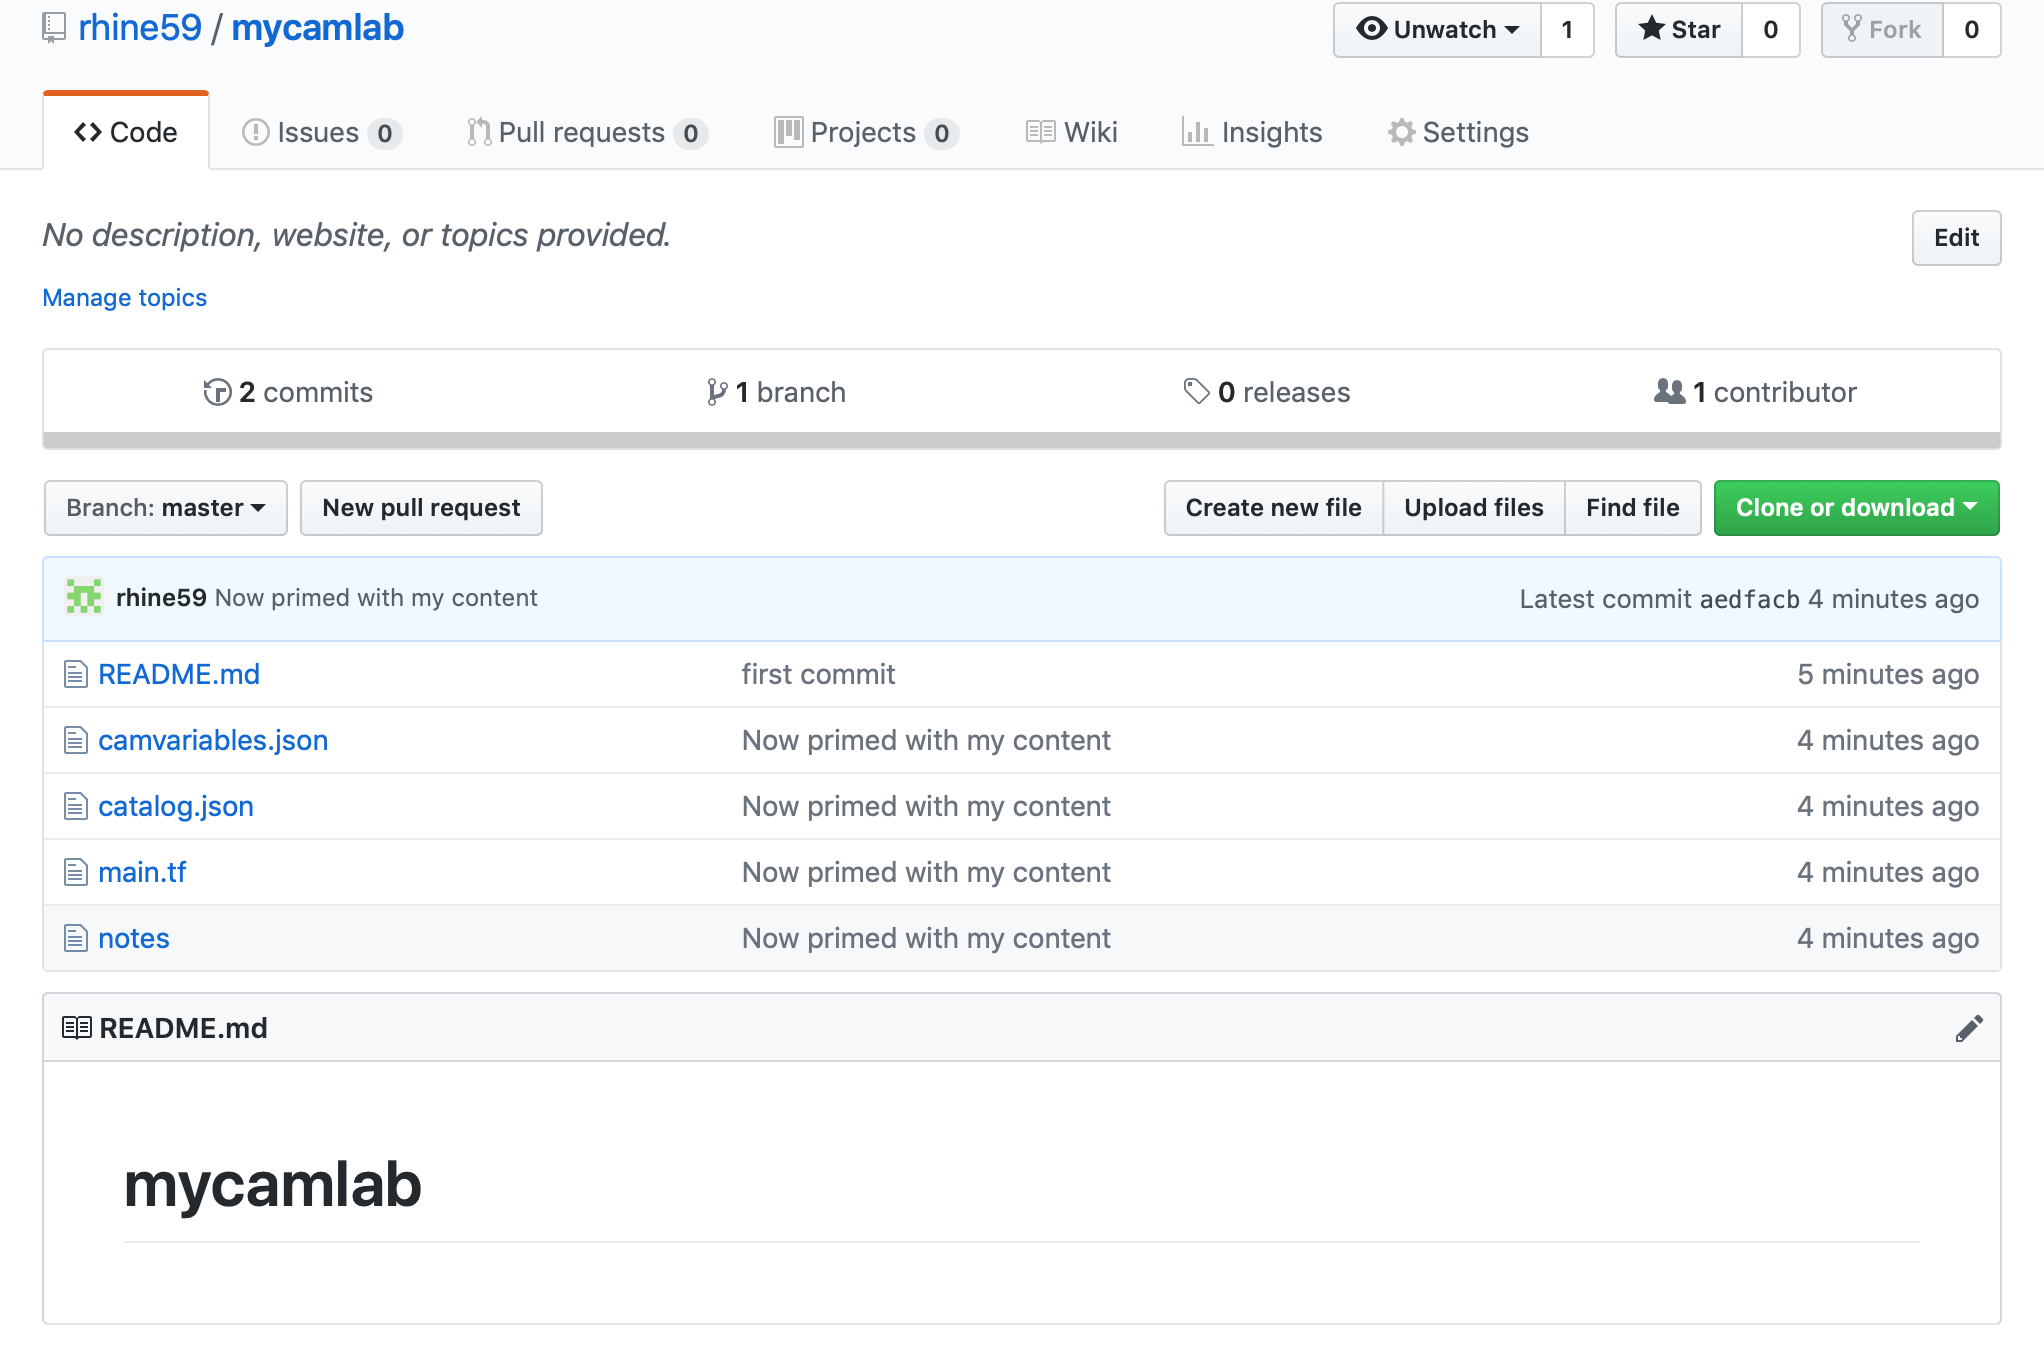 rhine59 / mycamlab Unwatch 1 Star 0 Fork 0
Code Issues 0 Pull requests 0 Projects 0 Wiki Insights Settings
No description, website, or topics provided. Edit
Manage topics
2 commits 1 branch 0 releases 1 contributor
Branch: master New pull request Create new file Upload files Find file Clone or download
rhine59 Now primed with my content Latest commit aedfacb 4 minutes ago
README.md first commit 5 minutes ago
camvariables.json Now primed with my content 4 minutes ago
catalog.json Now primed with my content 4 minutes ago
main.tf Now primed with my content 4 minutes ago
notes Now primed with my content 4 minutes ago
README.md
mycamlab